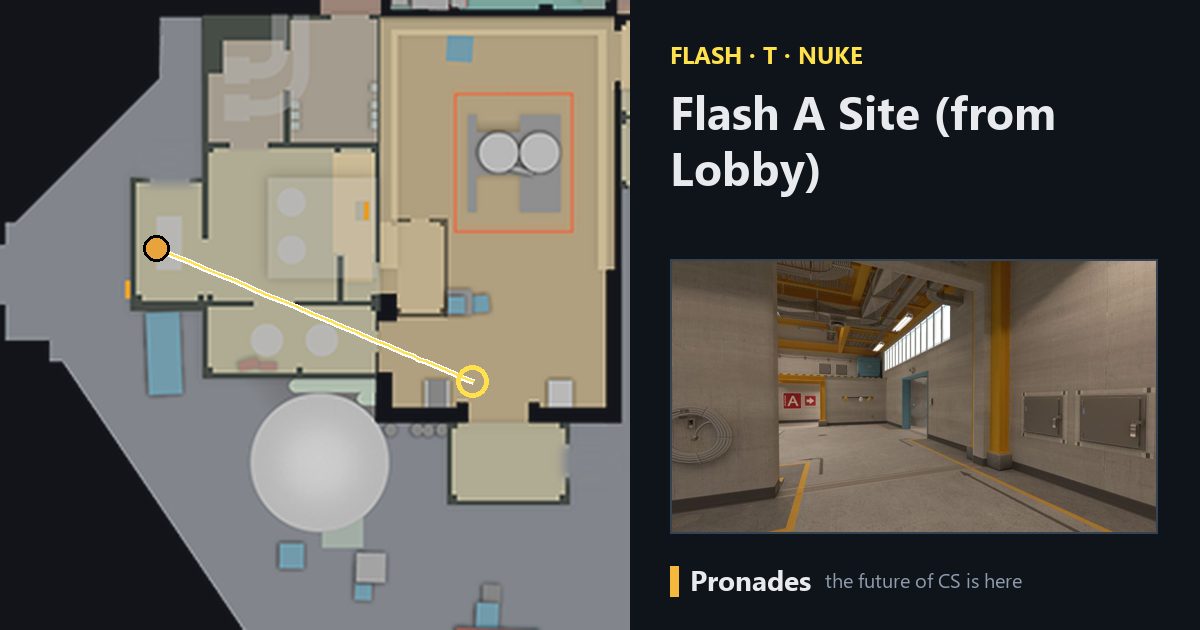 FLASH · T · NUKE
Flash A Site (from
Lobby)
A
Pronades the future of CS is here